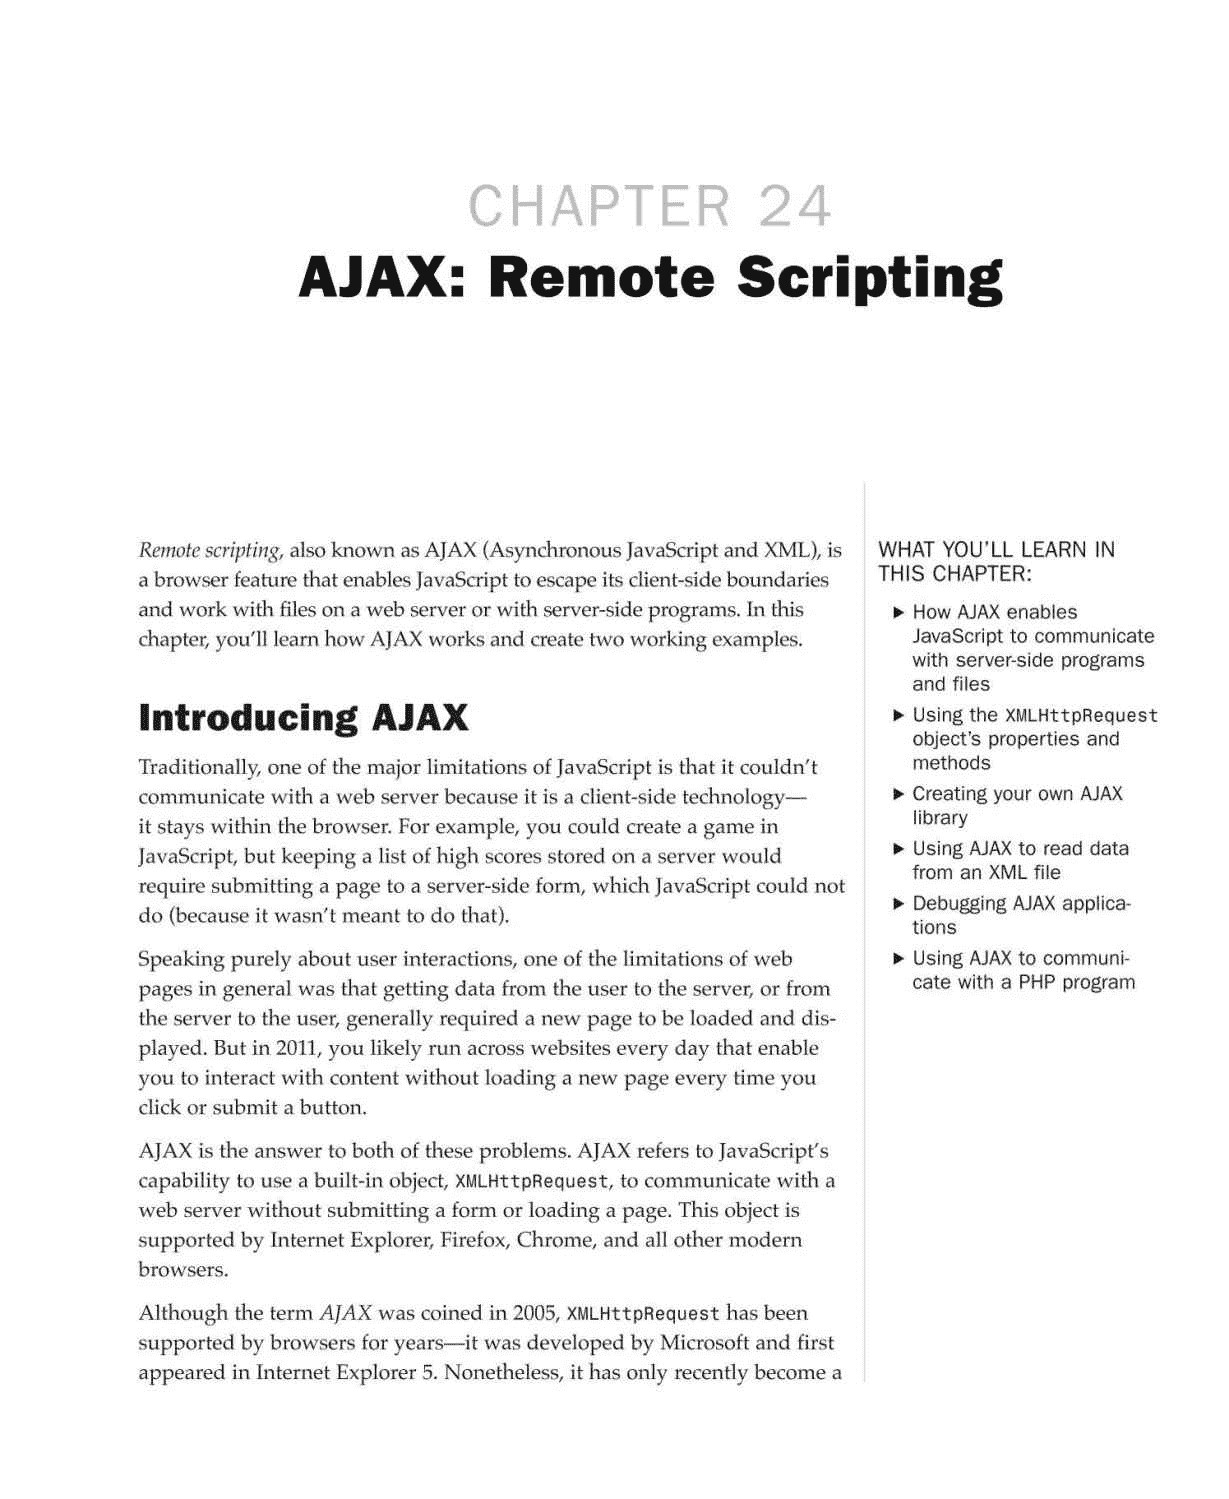 CHAPTER 24
AJAX: Remote Scripting
Remote scripting, also known as AJAX (Asynchronous JavaScript and XML), is
a browser feature that enables JavaScript to escape its client-side boundaries
and work with files on a web server or with server-side programs. In this
chapter, you'll learn how AJAX works and create two working examples.
Introducing AJAX
Traditionally, one of the major limitations of JavaScript is that it couldn't
communicate with a web server because it is a client-side technology—
it stays within the browser. For example, you could create a game in
JavaScript, but keeping a list of high scores stored on a server would
require submitting a page to a server-side form, which JavaScript could not
do (because it wasn't meant to do that).
Speaking purely about user interactions, one of the limitations of web
pages in general was that getting data from the user to the server, or from
the server to the user, generally required a new page to be loaded and dis-
played. But in 2011, you likely run across websites every day that enable
you to interact with content without loading a new page every time you
click or submit a button.
AJAX is the answer to both of these problems. AJAX refers to JavaScript's
capability to use a built-in object, XMLHttpRequest, to communicate with a
web server without submitting a form or loading a page. This object is
supported by Internet Explorer, Firefox, Chrome, and all other modern
browsers.
Although the term AJAX was coined in 2005, XMLHttpRequest has been
supported by browsers for years—it was developed by Microsoft and first
appeared in Internet Explorer 5. Nonetheless, it has only recently become a
WHAT YOU'LL LEARN IN
THIS CHAPTER:
▶ How AJAX enables
JavaScript to communicate
with server-side programs
and files
▶ Using the XMLHttpRequest
object's properties and
methods
▶ Creating your own AJAX
library
▶ Using AJAX to read data
from an XML file
▶ Debugging AJAX applica-
tions
▶ Using AJAX to communi-
cate with a PHP program